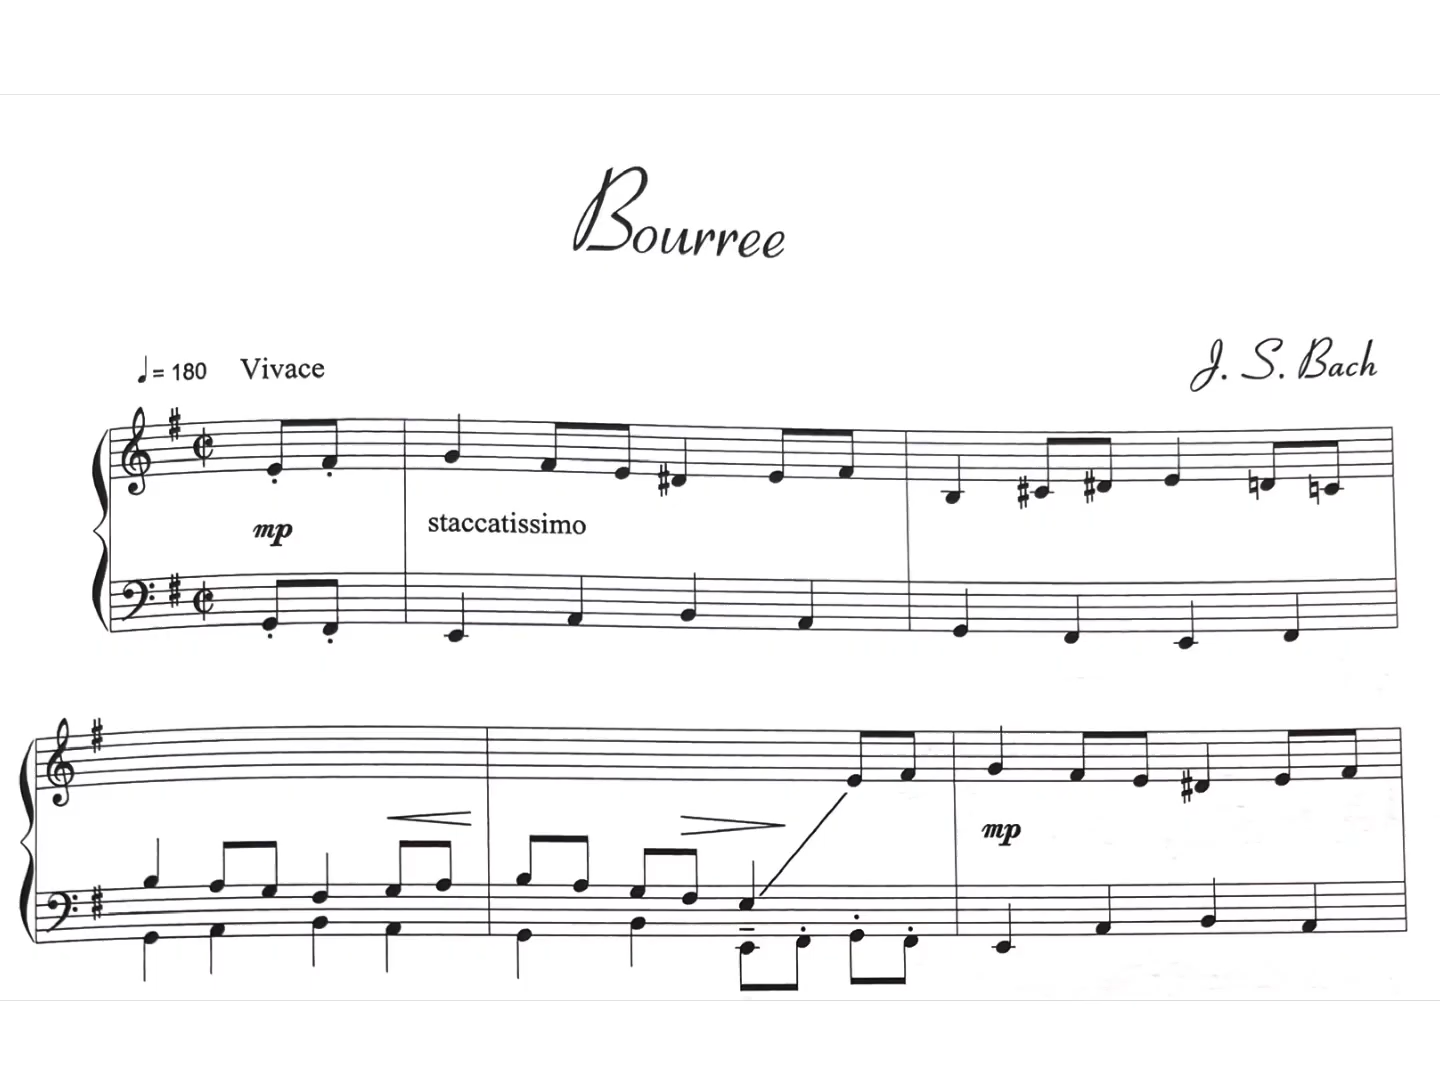 Bourree
♩= 180 Vivace
J. S. Bach
mp
staccatissimo
mp